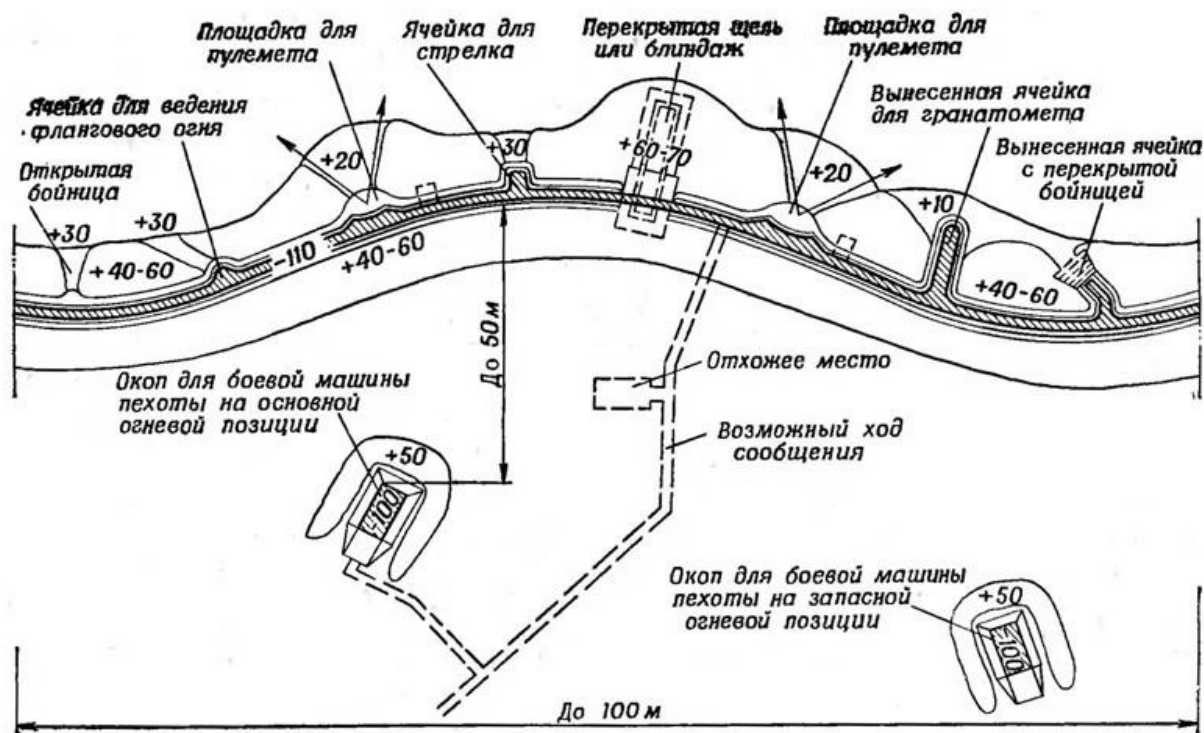 Площадка для
пулемета
Ячейка для
стрелка
Перекрытая щель
или блиндаж
Площадка для
пулемета
Ячейка для ведения
флангового огня
Вынесенная ячейка
для гранатомета
Вынесенная ячейка
с перекрытой
бойницей
Открытая
бойница
+20
+30
+60-70
+20
+10
+30
+30
+40-60
-110
+40-60
+40-60
До 50м
Окоп для боевой машины
пехоты на основной
огневой позиции
Отхожее место
Возможный ход
сообщения
+50
-100
Окоп для боевой машины
пехоты на запасной
огневой позиции
+50
-100
До 100 м